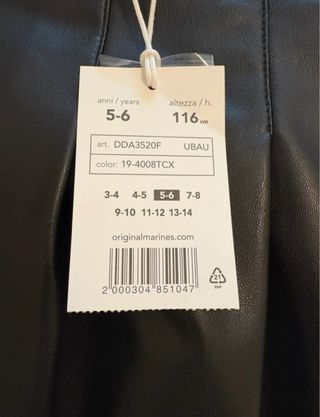 anni / years altezza / h.
5-6 116 cm
art. DDA3520F UBAU
color: 19-4008TCX
3-4 4-5 5-6 7-8
9-10 11-12 13-14
originalmarines.com
21
PAP
2 000304 851047